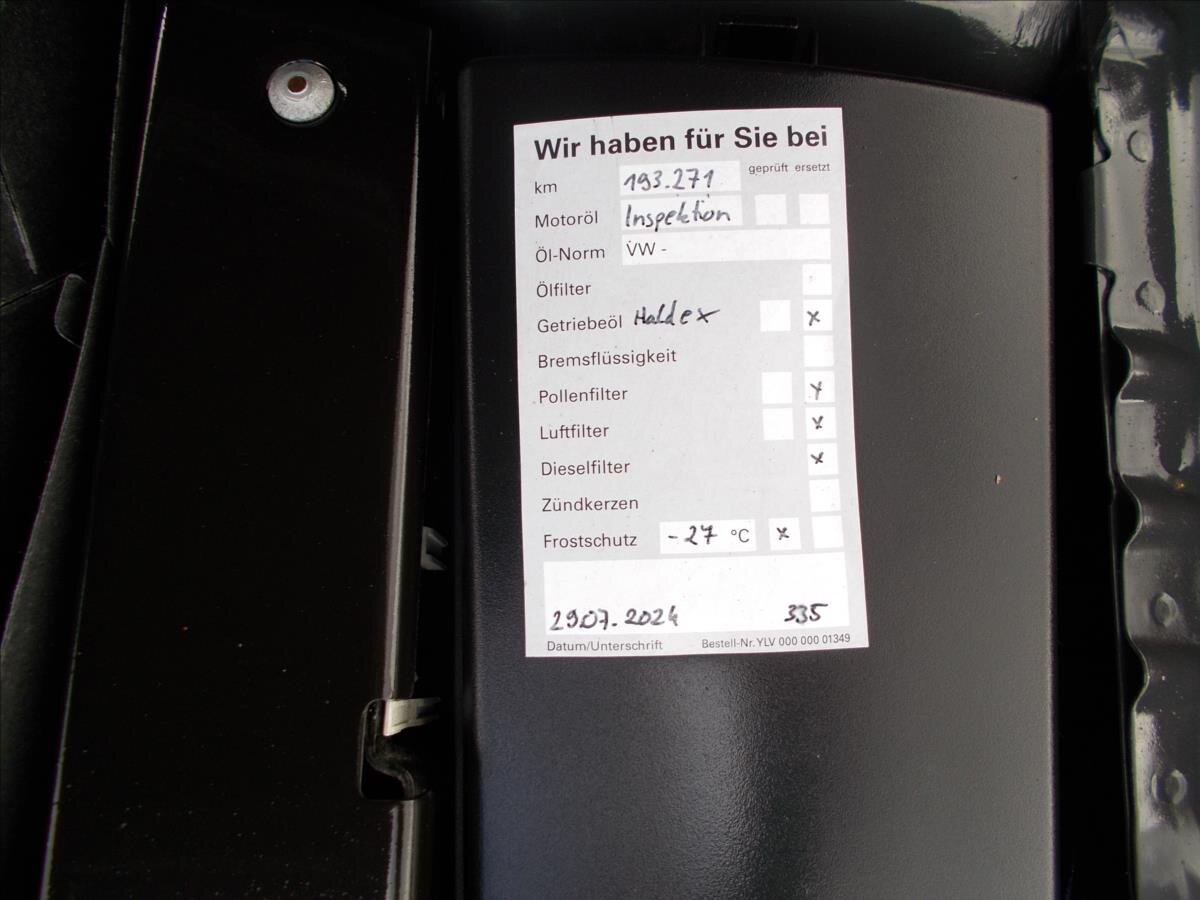 Wir haben für Sie bei
km 193.271 geprüft ersetzt
Motoröl Inspektion
Öl-Norm VW -
Ölfilter
Getriebeöl Haldex x
Bremsflüssigkeit
Pollenfilter x
Luftfilter x
Dieselfilter x
Zündkerzen
Frostschutz -27 °C x
29.07.2024 335
Datum/Unterschrift Bestell-Nr. YLV 000 000 01349